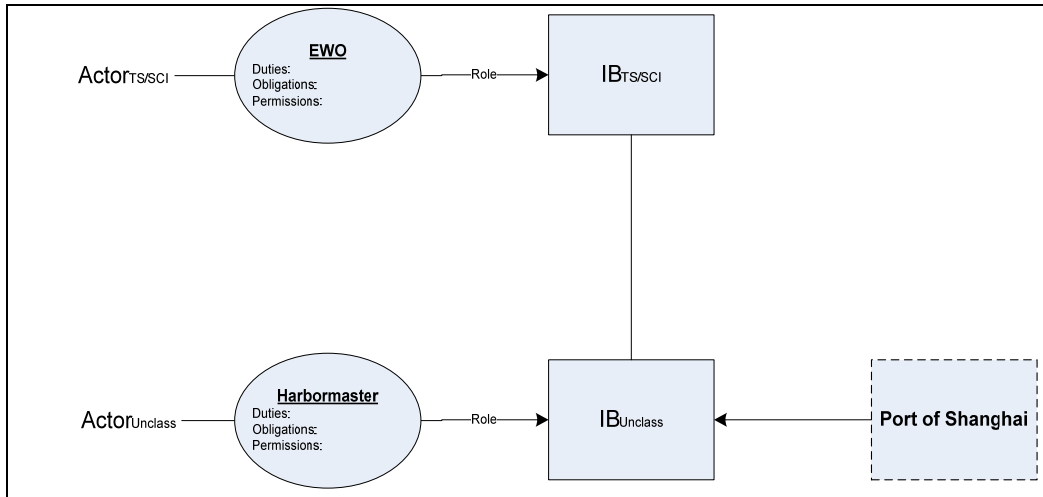 EWO
Duties:
Obligations:
Permissions:
ActorTS/SCI
Role
IBTS/SCI
Harbormaster
Duties:
Obligations:
Permissions:
ActorUnclass
Role
IBUnclass
Port of Shanghai